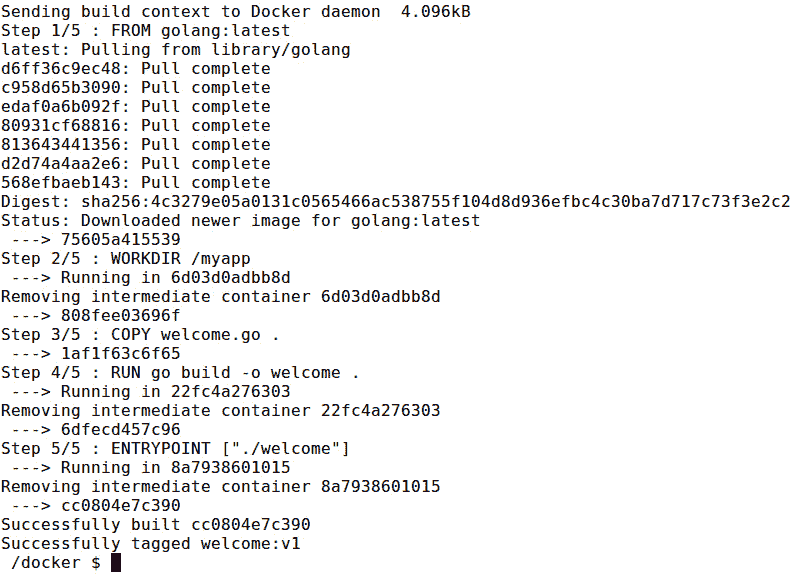 Sending build context to Docker daemon  4.096kB
Step 1/5 : FROM golang:latest
latest: Pulling from library/golang
d6ff36c9ec48: Pull complete
c958d65b3090: Pull complete
edaf0a6b092f: Pull complete
80931cf68816: Pull complete
813643441356: Pull complete
d2d74a4aa2e6: Pull complete
568efbaeb143: Pull complete
Digest: sha256:4c3279e05a0131c0565466ac538755f104d8d936efbc4c30ba7d717c73f3e2c2
Status: Downloaded newer image for golang:latest
 ---> 75605a415539
Step 2/5 : WORKDIR /myapp
 ---> Running in 6d03d0adbb8d
Removing intermediate container 6d03d0adbb8d
 ---> 808fee03696f
Step 3/5 : COPY welcome.go .
 ---> 1af1f63c6f65
Step 4/5 : RUN go build -o welcome .
 ---> Running in 22fc4a276303
Removing intermediate container 22fc4a276303
 ---> 6dfecd457c96
Step 5/5 : ENTRYPOINT ["./welcome"]
 ---> Running in 8a7938601015
Removing intermediate container 8a7938601015
 ---> cc0804e7c390
Successfully built cc0804e7c390
Successfully tagged welcome:v1
 /docker $